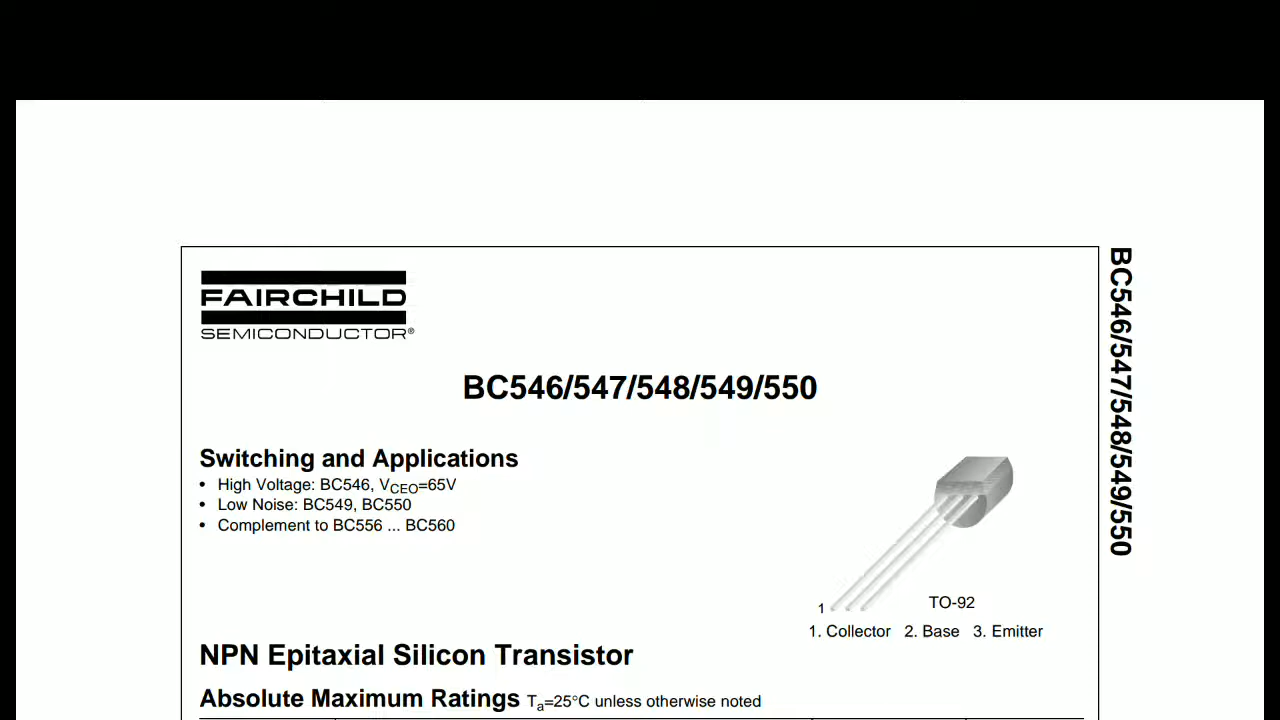 FAIRCHILD
SEMICONDUCTOR®
BC546/547/548/549/550
BC546/547/548/549/550
Switching and Applications
• High Voltage: BC546, VCEO=65V
• Low Noise: BC549, BC550
• Complement to BC556 ... BC560
1
TO-92
1. Collector 2. Base 3. Emitter
NPN Epitaxial Silicon Transistor
Absolute Maximum Ratings Ta=25°C unless otherwise noted